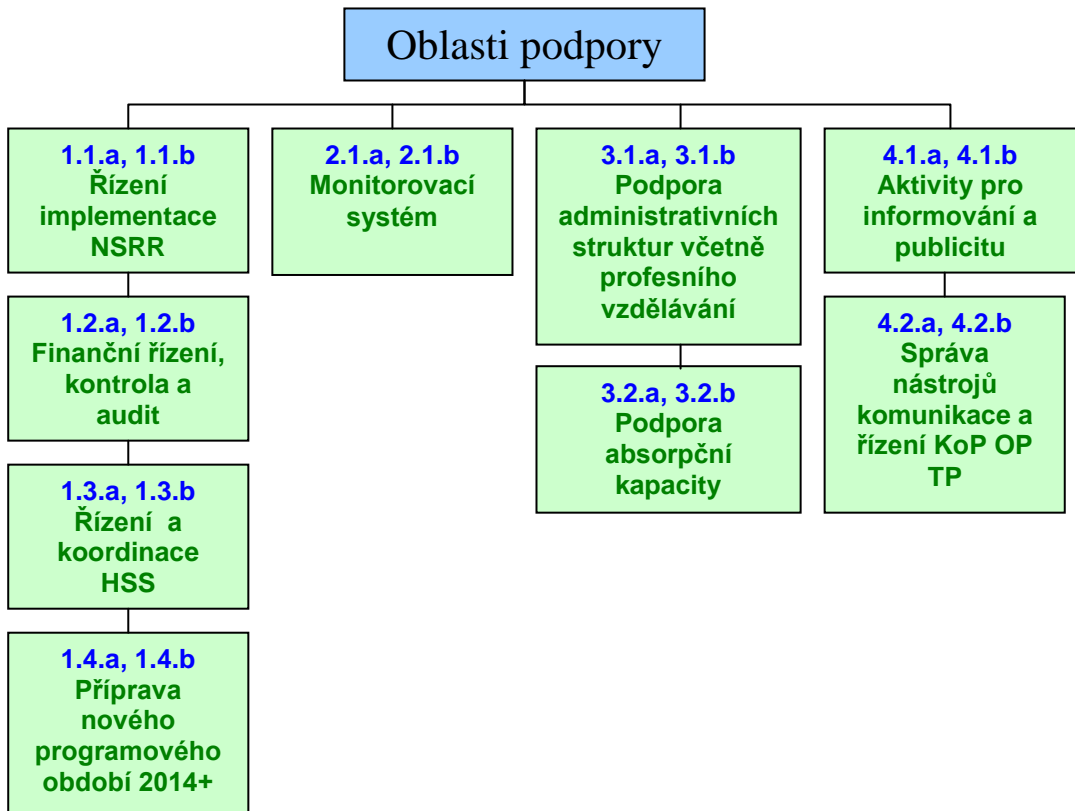 Oblasti podpory
1.1.a, 1.1.b
Řízení
implementace
NSRR
1.2.a, 1.2.b
Finanční řízení,
kontrola a
audit
1.3.a, 1.3.b
Řízení a
koordinace
HSS
1.4.a, 1.4.b
Příprava
nového
programového
období 2014+
2.1.a, 2.1.b
Monitorovací
systém
3.1.a, 3.1.b
Podpora
administrativních
struktur včetně
profesního
vzdělávání
3.2.a, 3.2.b
Podpora
absorpční
kapacity
4.1.a, 4.1.b
Aktivity pro
informování a
publicitu
4.2.a, 4.2.b
Správa
nástrojů
komunikace a
řízení KoP OP
TP